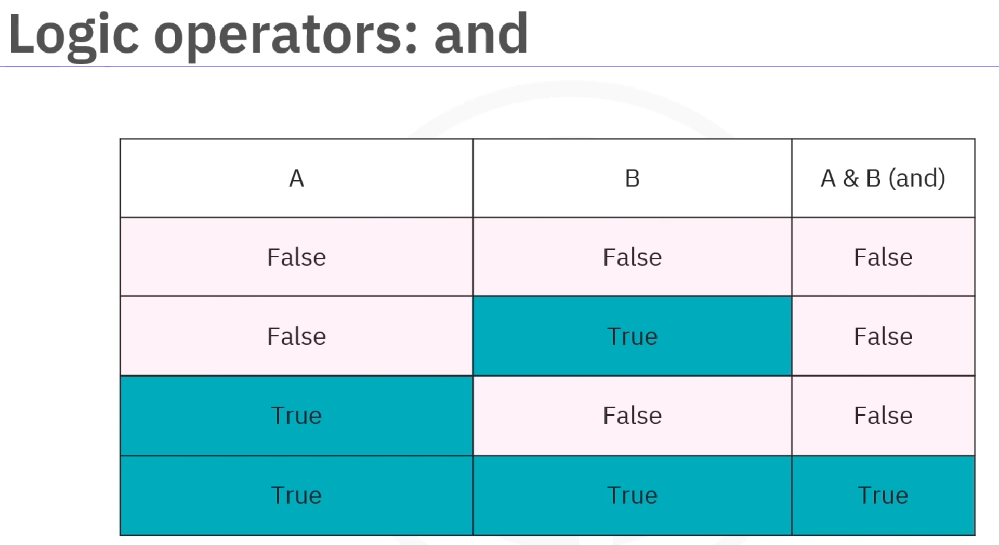 Logic operators: and
A B A & B (and)
False False False
False True False
True False False
True True True